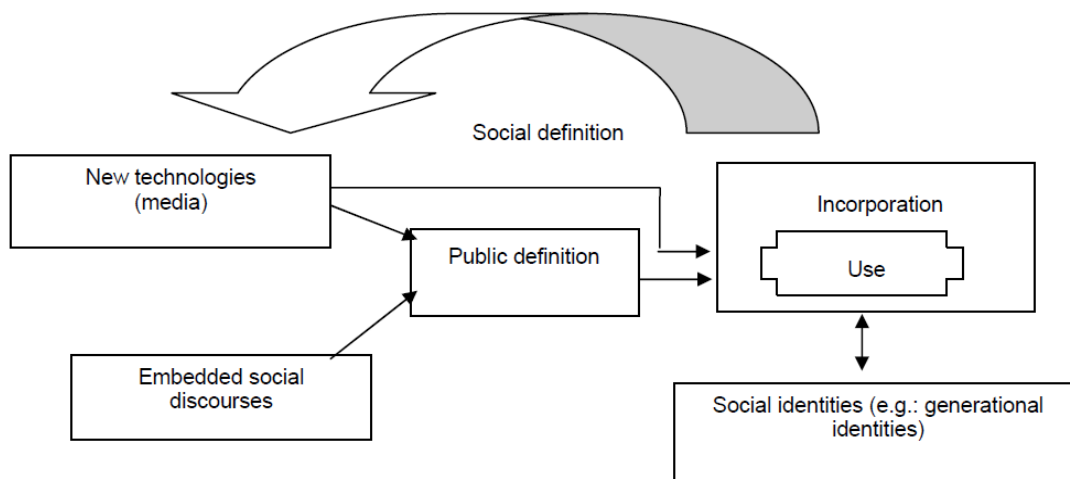 Social definition
New technologies
(media)
Incorporation
Public definition
Use
Embedded social
discourses
Social identities (e.g.: generational
identities)